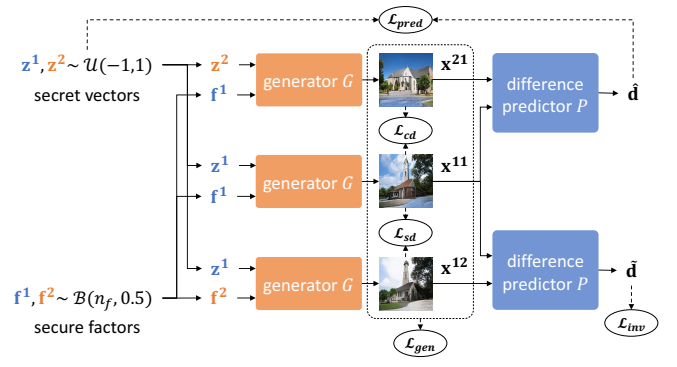 𝓛pred
z¹, z² ~ 𝒰(−1,1)
secret vectors
z²
f¹
generator G
x²¹
difference
predictor P
d̂
𝓛cd
z¹
f¹
generator G
x¹¹
𝓛sd
z¹
f²
generator G
x¹²
difference
predictor P
d̃
f¹, f² ~ ℬ(n_f, 0.5)
secure factors
𝓛gen
𝓛inv